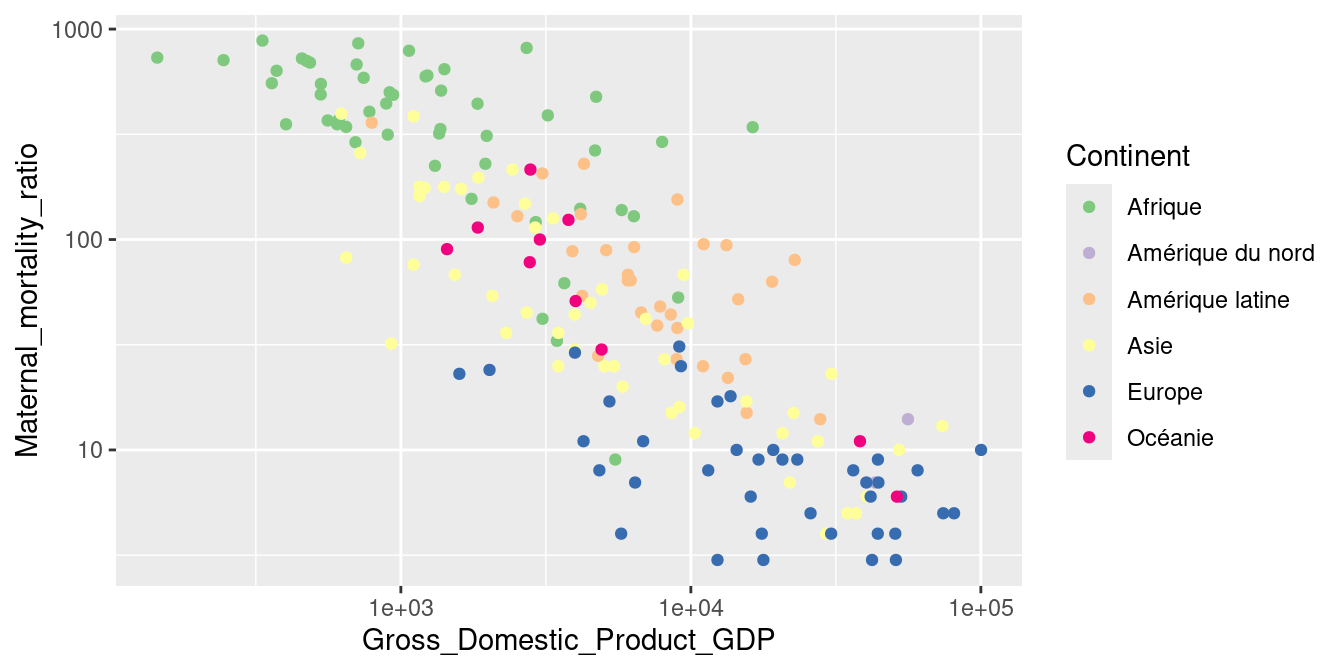 1000
100
10
Maternal_mortality_ratio
1e+03
1e+04
1e+05
Gross_Domestic_Product_GDP
Continent
Afrique
Amérique du nord
Amérique latine
Asie
Europe
Océanie